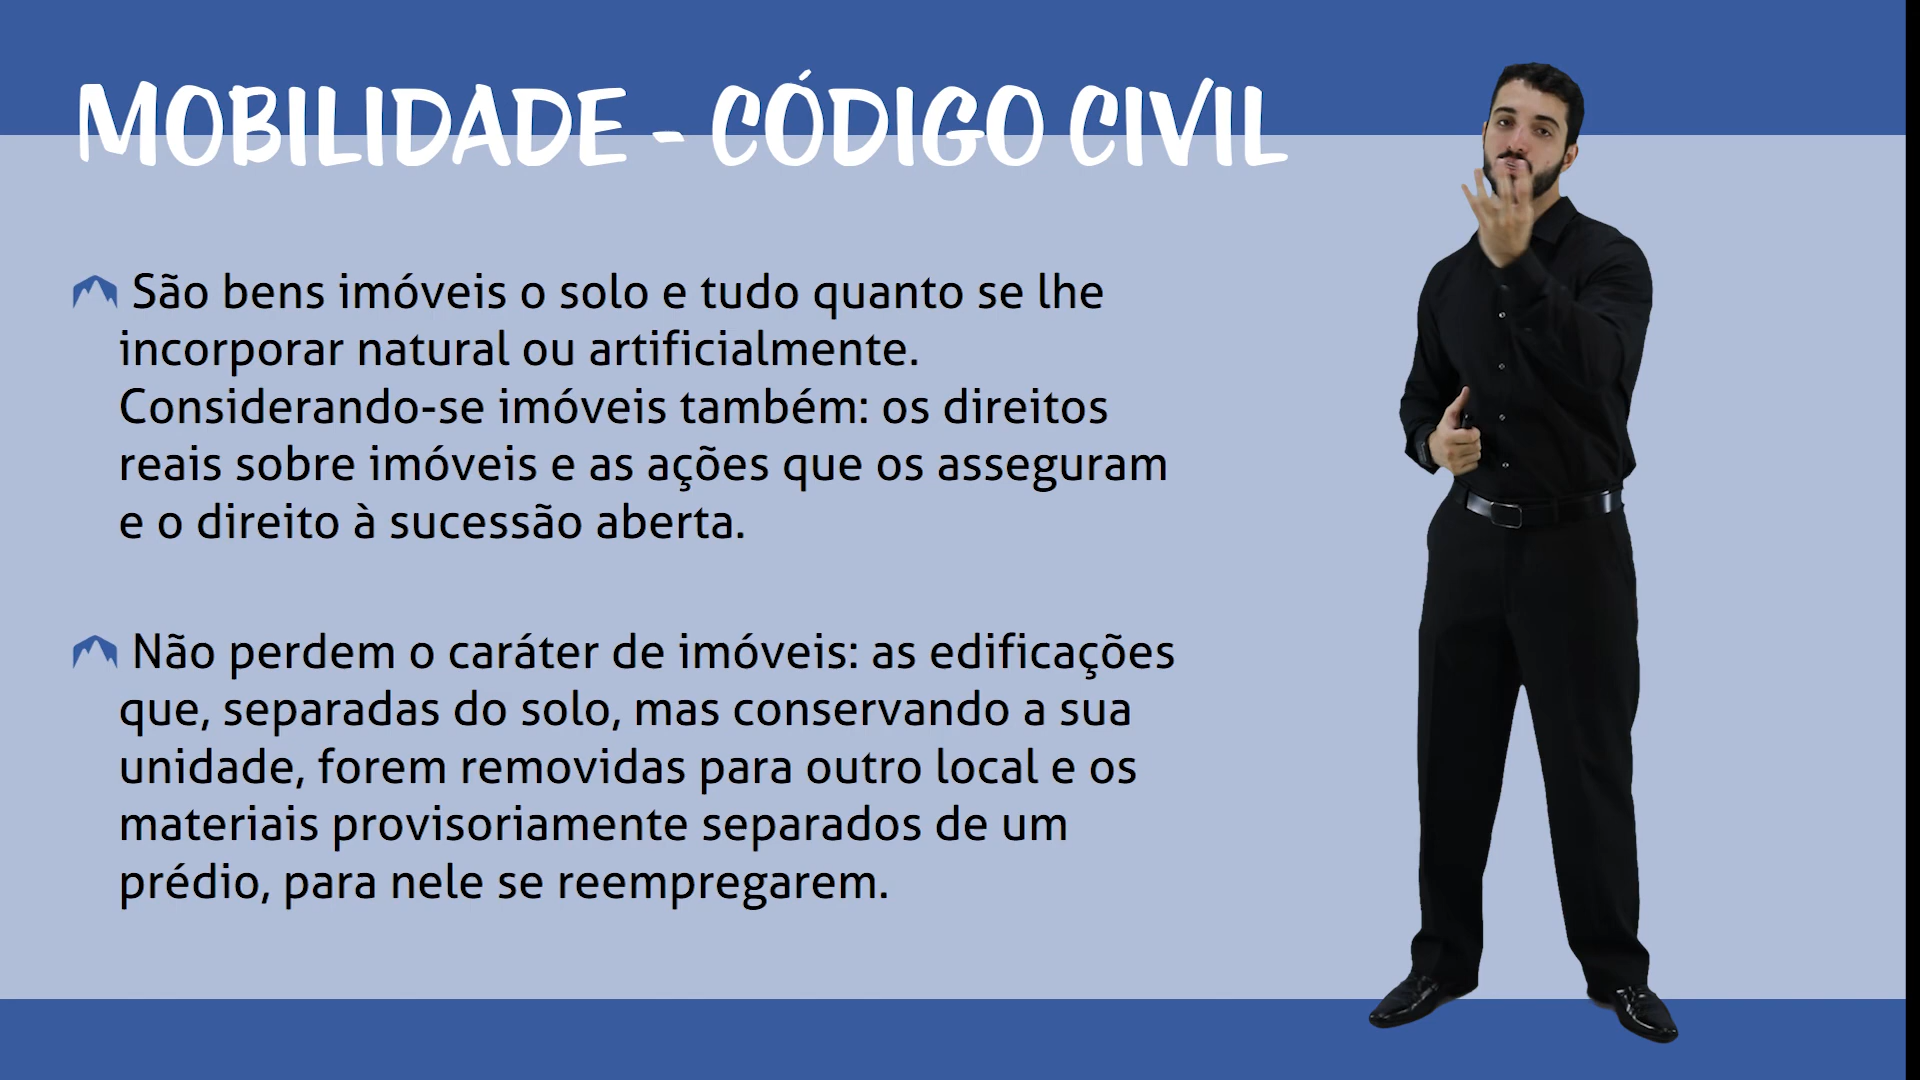 MOBILIDADE - CÓDIGO CIVIL
São bens imóveis o solo e tudo quanto se lhe
incorporar natural ou artificialmente.
Considerando-se imóveis também: os direitos
reais sobre imóveis e as ações que os asseguram
e o direito à sucessão aberta.
Não perdem o caráter de imóveis: as edificações
que, separadas do solo, mas conservando a sua
unidade, forem removidas para outro local e os
materiais provisoriamente separados de um
prédio, para nele se reempregarem.